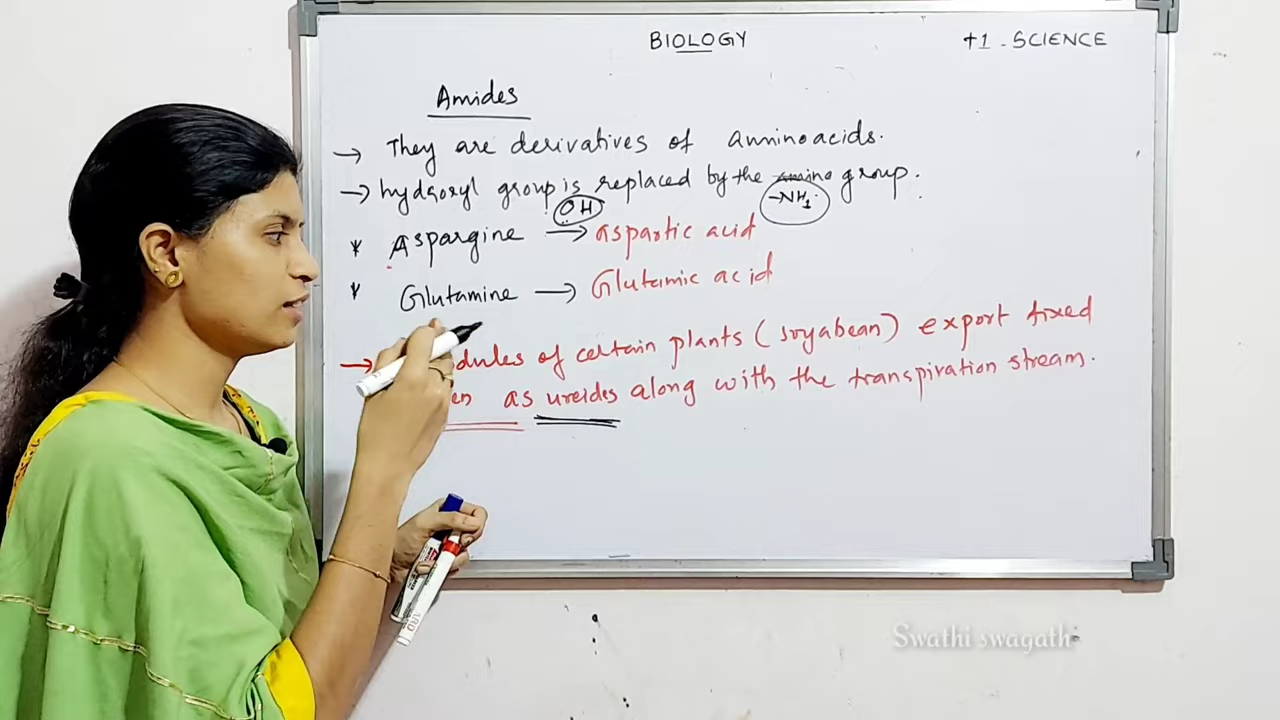 BIOLOGY +1 - SCIENCE
Amides
→ They are derivatives of aminoacids.
→ hydroxyl group is replaced by the amino group.
OH -NH2
* Aspargine → aspartic acid
* Glutamine → Glutamic acid
→ dules of certain plants (soyabean) export fixed
en as ureides along with the transpiration stream.
Swathi swagath